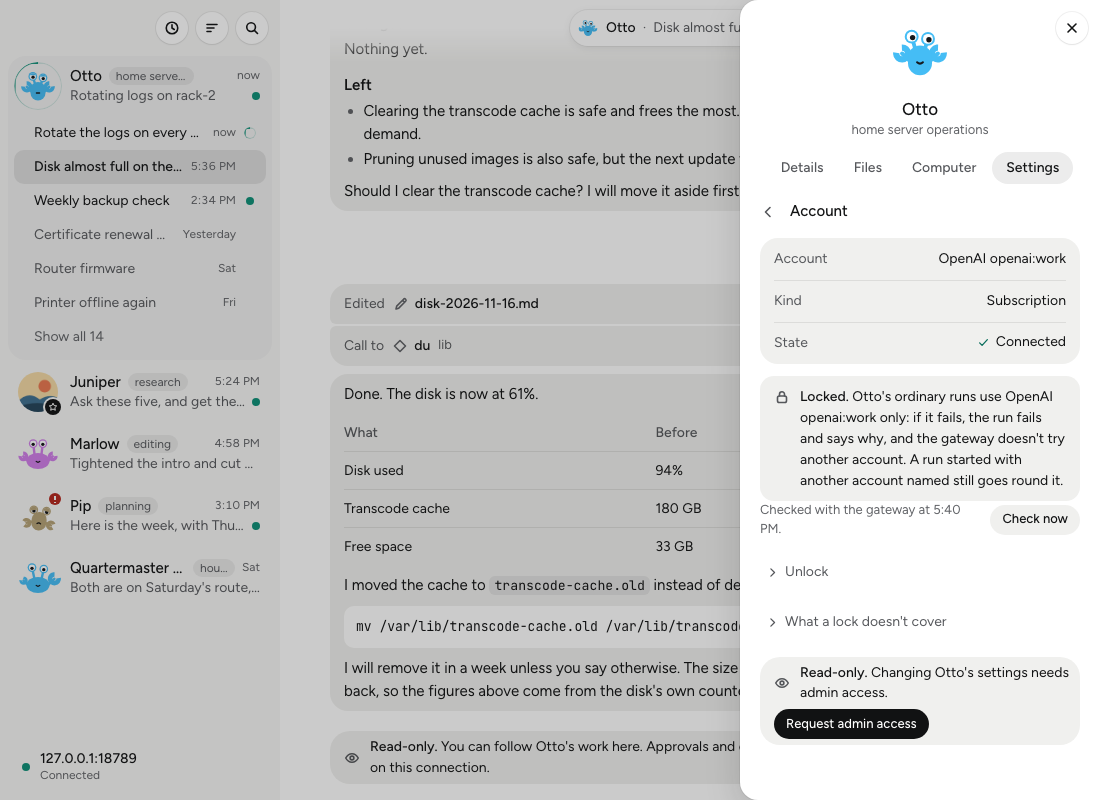 Otto
home serve...
now
Rotating logs on rack-2
Rotate the logs on every ...
now
Disk almost full on the...
5:36 PM
Weekly backup check
2:34 PM
Certificate renewal ...
Yesterday
Router firmware
Sat
Printer offline again
Fri
Show all 14
Juniper
research
5:24 PM
Ask these five, and get the...
Marlow
editing
4:58 PM
Tightened the intro and cut ...
Pip
planning
3:10 PM
Here is the week, with Thu...
Quartermaster ...
hou...
Sat
Both are on Saturday's route,...
127.0.0.1:18789
Connected
Otto · Disk almost fu
Nothing yet.
Left
• Clearing the transcode cache is safe and frees the most.
demand.
• Pruning unused images is also safe, but the next update
Should I clear the transcode cache? I will move it aside first
Edited disk-2026-11-16.md
Call to du lib
Done. The disk is now at 61%.
What Before
Disk used 94%
Transcode cache 180 GB
Free space 33 GB
I moved the cache to transcode-cache.old instead of de
mv /var/lib/transcode-cache.old /var/lib/transcod
I will remove it in a week unless you say otherwise. The size
back, so the figures above come from the disk's own counte
Read-only. You can follow Otto's work here. Approvals and
on this connection.
Otto
home server operations
Details Files Computer Settings
Account
Account OpenAI openai:work
Kind Subscription
State Connected
Locked. Otto's ordinary runs use OpenAI
openai:work only: if it fails, the run fails
and says why, and the gateway doesn't try
another account. A run started with
another account named still goes round it.
Checked with the gateway at 5:40
PM.
Check now
Unlock
What a lock doesn't cover
Read-only. Changing Otto's settings needs
admin access.
Request admin access